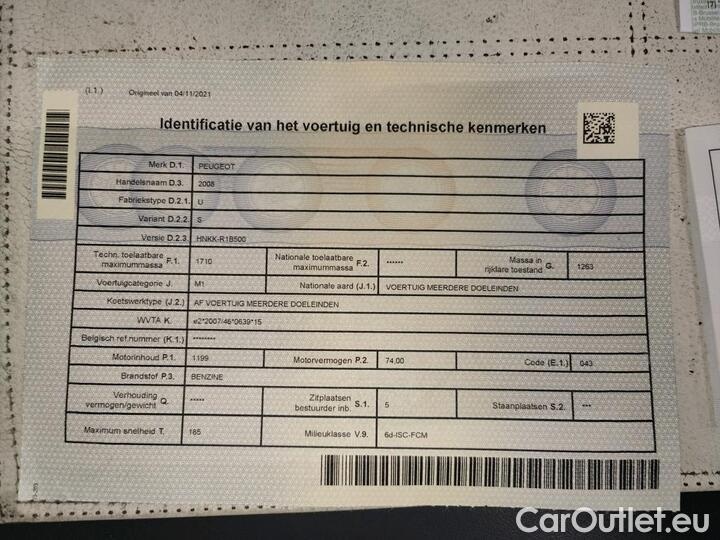 (I.1.) Origineel van 04/11/2021
Identificatie van het voertuig en technische kenmerken
Merk D.1. PEUGEOT
Handelsnaam D.3. 2008
Fabriekstype D.2.1. U
Variant D.2.2. S
Versie D.2.3. HNKK-R1B500
Techn. toelaatbare maximummassa F.1. 1710 Nationale toelaatbare maximummassa F.2. ****** Massa in rijklare toestand G. 1263
Voertuigcategorie J. M1 Nationale aard (J.1.) VOERTUIG MEERDERE DOELEINDEN
Koetswerktype (J.2.) AF VOERTUIG MEERDERE DOELEINDEN
WVTA K. e2*2007/46*0639*15
Belgisch ref.nummer (K.1.) ********
Motorinhoud P.1. 1199 Motorvermogen P.2. 74,00 Code (E.1.) 043
Brandstof P.3. BENZINE
Verhouding vermogen/gewicht Q. ***** Zitplaatsen bestuurder inb. S.1. 5 Staanplaatsen S.2. ***
Maximum snelheid T. 185 Milieuklasse V.9. 6d-ISC-FCM
CarOutlet.eu